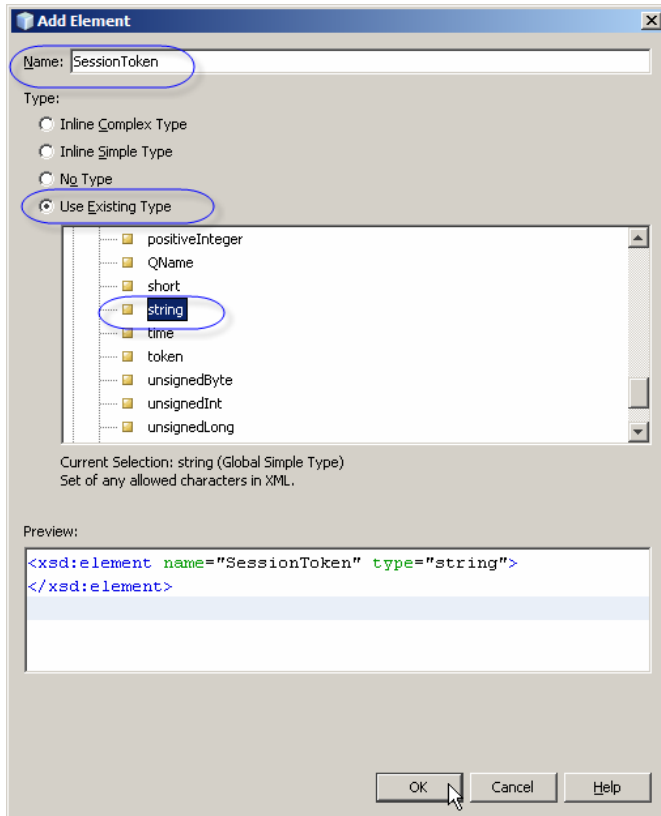 Add Element
Name: SessionToken
Type:
Inline Complex Type
Inline Simple Type
No Type
Use Existing Type
positiveInteger
QName
short
string
time
token
unsignedByte
unsignedInt
unsignedLong
Current Selection: string (Global Simple Type)
Set of any allowed characters in XML.
Preview:
<xsd:element name="SessionToken" type="string">
</xsd:element>
OK Cancel Help